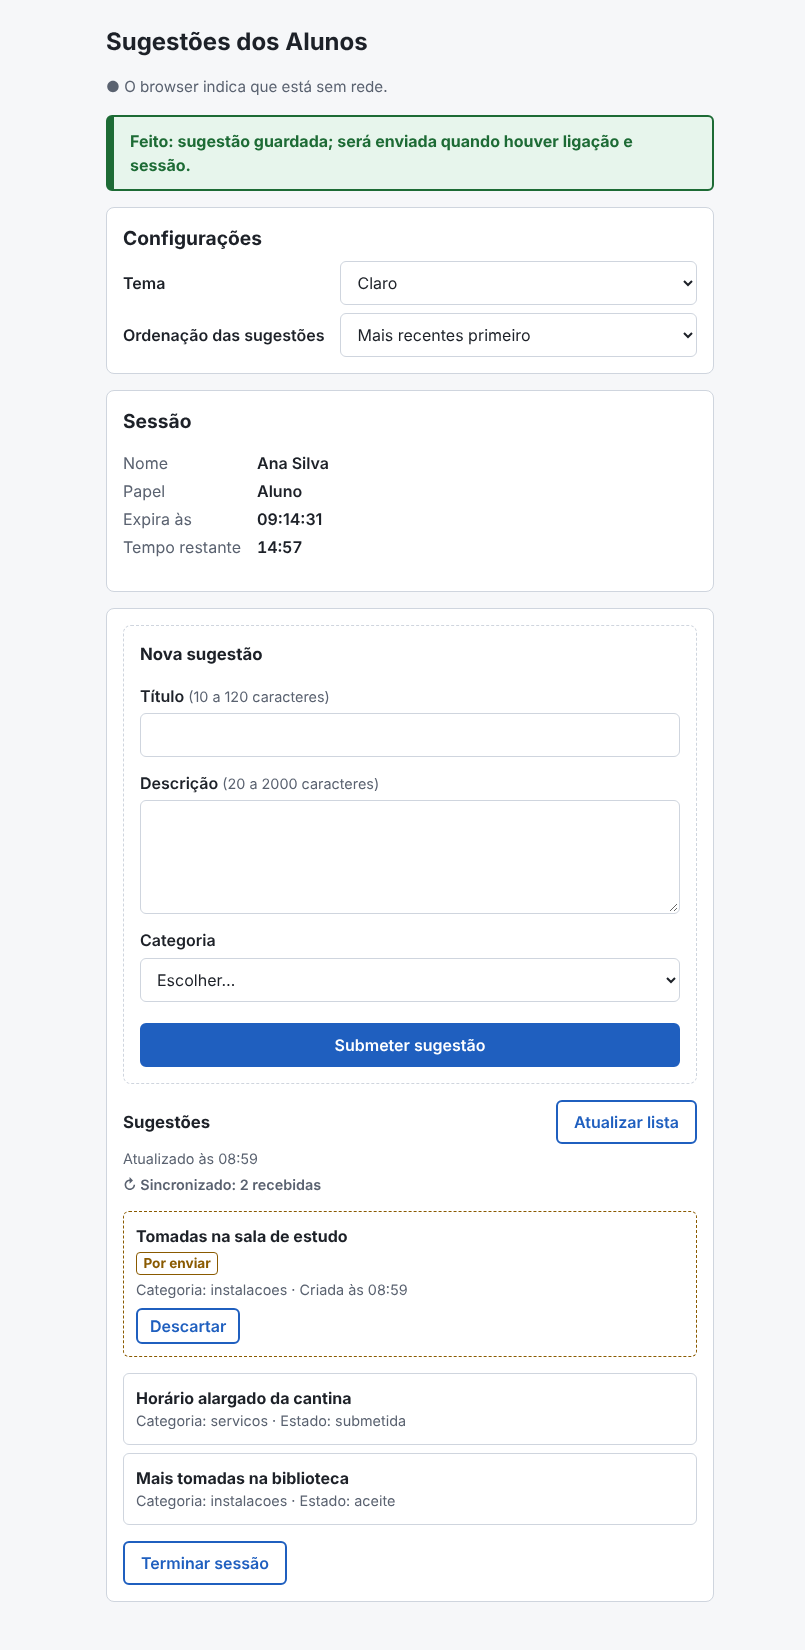 Sugestões dos Alunos
● O browser indica que está sem rede.
Feito: sugestão guardada; será enviada quando houver ligação e
sessão.
Configurações
Tema
Claro
Ordenação das sugestões
Mais recentes primeiro
Sessão
Nome Ana Silva
Papel Aluno
Expira às 09:14:31
Tempo restante 14:57
Nova sugestão
Título (10 a 120 caracteres)
Descrição (20 a 2000 caracteres)
Categoria
Escolher...
Submeter sugestão
Sugestões
Atualizar lista
Atualizado às 08:59
↻ Sincronizado: 2 recebidas
Tomadas na sala de estudo
Por enviar
Categoria: instalacoes · Criada às 08:59
Descartar
Horário alargado da cantina
Categoria: servicos · Estado: submetida
Mais tomadas na biblioteca
Categoria: instalacoes · Estado: aceite
Terminar sessão